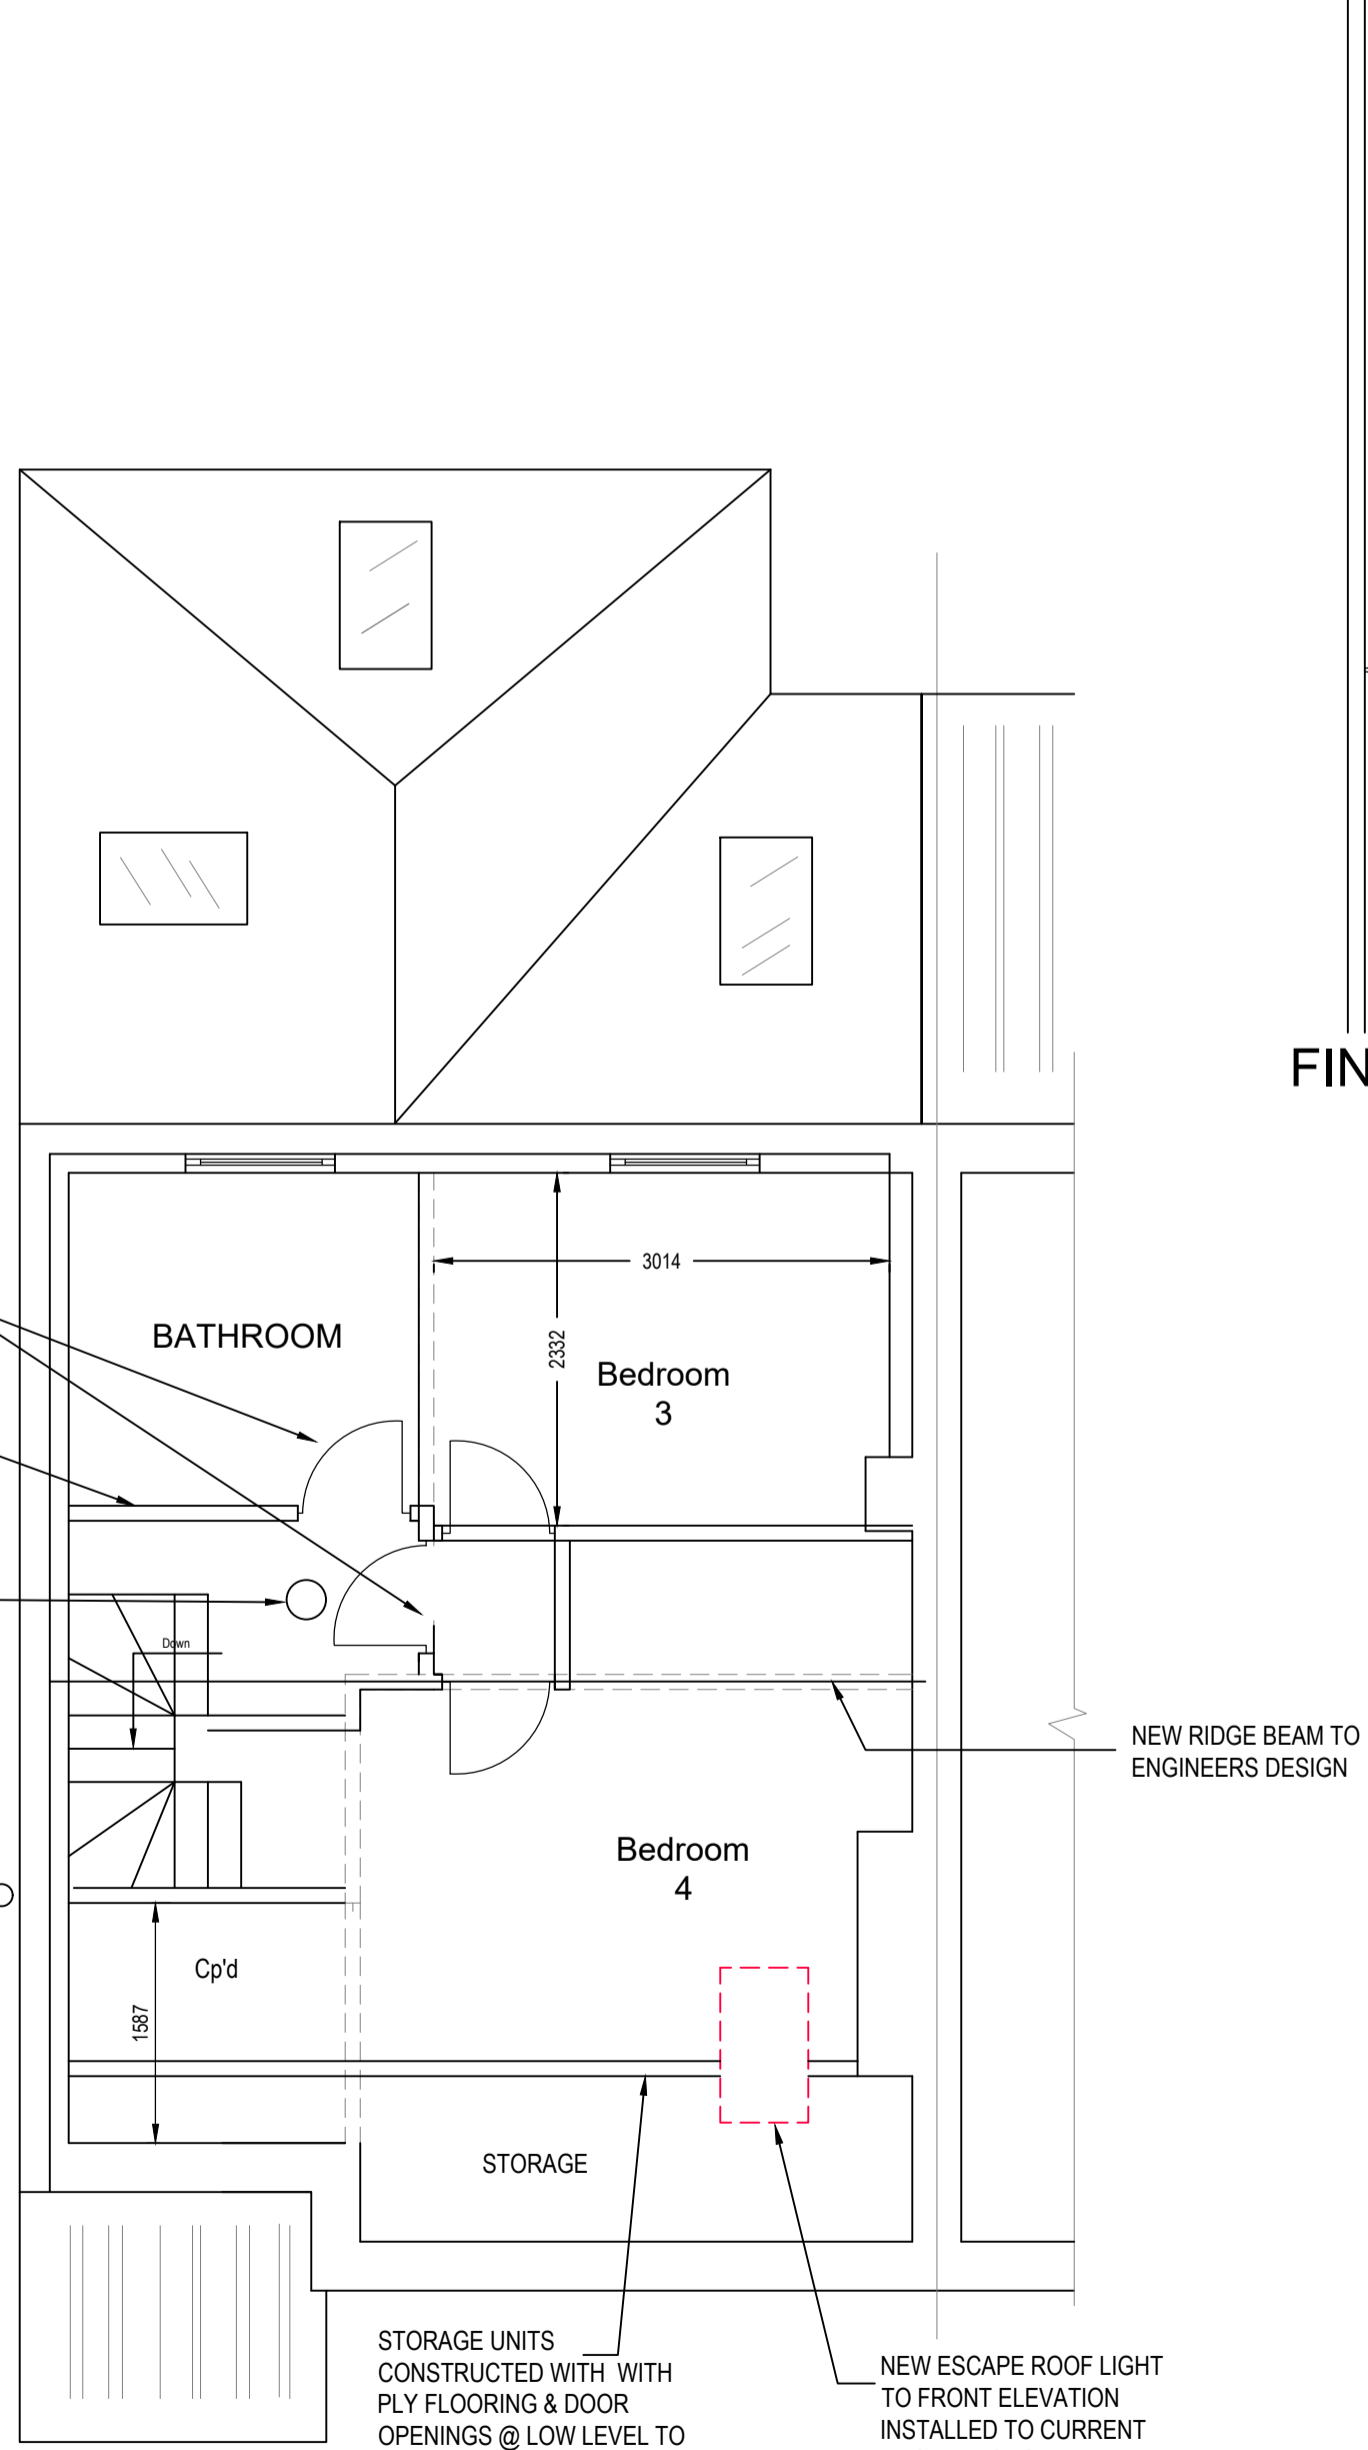 FIN
3014
BATHROOM
2332
Bedroom
3
Down
NEW RIDGE BEAM TO
ENGINEERS DESIGN
Bedroom
4
Cp'd
1587
STORAGE
STORAGE UNITS
CONSTRUCTED WITH WITH
PLY FLOORING & DOOR
OPENINGS @ LOW LEVEL TO
NEW ESCAPE ROOF LIGHT
TO FRONT ELEVATION
INSTALLED TO CURRENT